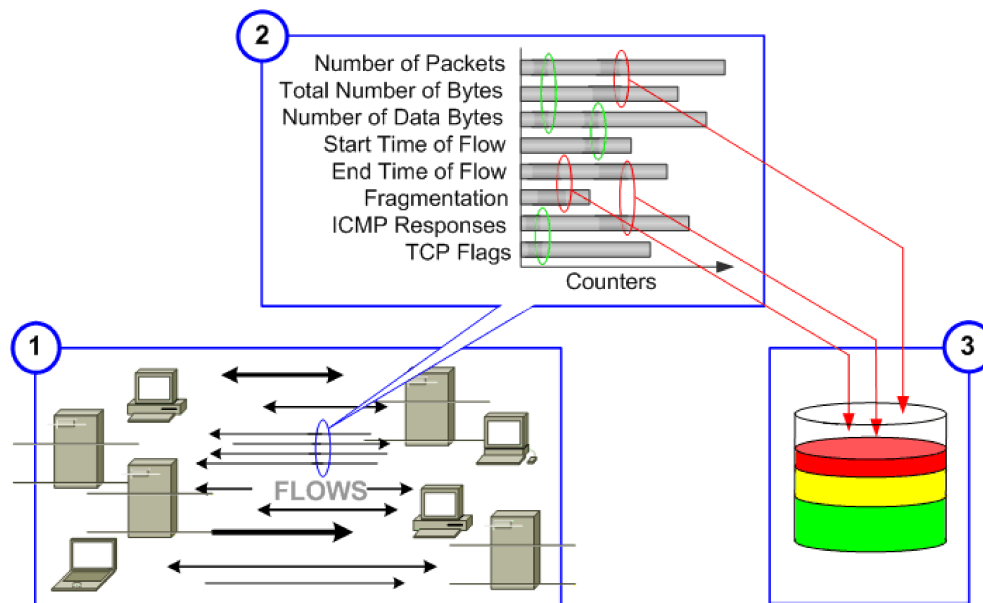 2
Number of Packets
Total Number of Bytes
Number of Data Bytes
Start Time of Flow
End Time of Flow
Fragmentation
ICMP Responses
TCP Flags
Counters
1
FLOWS
3